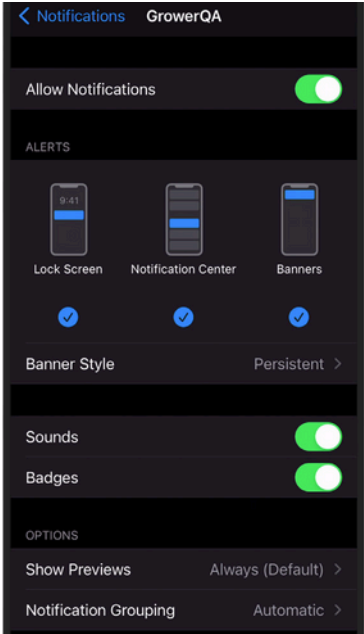 Notifications GrowerQA
Allow Notifications
ALERTS
9:41
Lock Screen Notification Center Banners
Banner Style Persistent
Sounds
Badges
OPTIONS
Show Previews Always (Default)
Notification Grouping Automatic